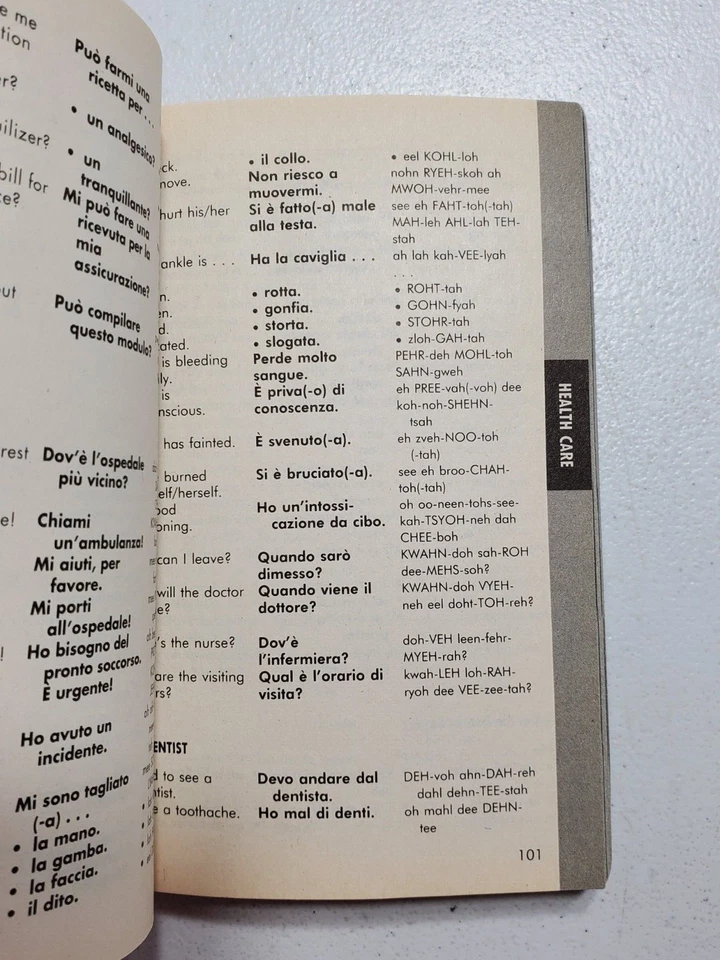 e me
tion
r?
uilizer?
bill for
e?
out
rest
e!
!
Può farmi una
ricetta per . . .
• un analgesico?
• un
tranquillante?
Mi può fare una
ricevuta per la
mia
assicurazione?
Può compilare
questo modulo?
Dov'è l'ospedale
più vicino?
Chiami
un'ambulanza!
Mi aiuti, per
favore.
Mi porti
all'ospedale!
Ho bisogno del
pronto soccorso.
È urgente!
Ho avuto un
incidente.
Mi sono tagliato
(-a) . . .
• la mano.
• la gamba.
• la faccia.
• il dito.
ck.
nove.
hurt his/her
ankle is . . .
n.
en.
d.
ated.
is bleeding
ily.
is
nscious.
has fainted.
burned
elf/herself.
ood
oning.
can I leave?
will the doctor
e?
's the nurse?
are the visiting
rs?
ENTIST
d to see a
tist.
e a toothache.
• il collo.
Non riesco a
muovermi.
Si è fatto(-a) male
alla testa.
Ha la caviglia . . .
• rotta.
• gonfia.
• storta.
• slogata.
Perde molto
sangue.
È priva(-o) di
conoscenza.
È svenuto(-a).
Si è bruciato(-a).
Ho un'intossi-
cazione da cibo.
Quando sarò
dimesso?
Quando viene il
dottore?
Dov'è
l'infermiera?
Qual è l'orario di
visita?
Devo andare dal
dentista.
Ho mal di denti.
• eel KOHL-loh
nohn RYEH-skoh ah
MWOH-vehr-mee
see eh FAHT-toh(-tah)
MAH-leh AHL-lah TEH-
stah
ah lah kah-VEE-lyah
. . .
• ROHT-tah
• GOHN-fyah
• STOHR-tah
• zloh-GAH-tah
PEHR-deh MOHL-toh
SAHN-gweh
eh PREE-vah(-voh) dee
koh-noh-SHEHN-
tsah
eh zveh-NOO-toh
(-tah)
see eh broo-CHAH-
toh(-tah)
oh oo-neen-tohs-see-
kah-TSYOH-neh dah
CHEE-boh
KWAHN-doh sah-ROH
dee-MEHS-soh?
KWAHN-doh VYEH-
neh eel doht-TOH-reh?
doh-VEH leen-fehr-
MYEH-rah?
kwah-LEH loh-RAH-
ryoh dee VEE-zee-tah?
DEH-voh ahn-DAH-reh
dahl dehn-TEE-stah
oh mahl dee DEHN-
tee
101
HEALTH CARE